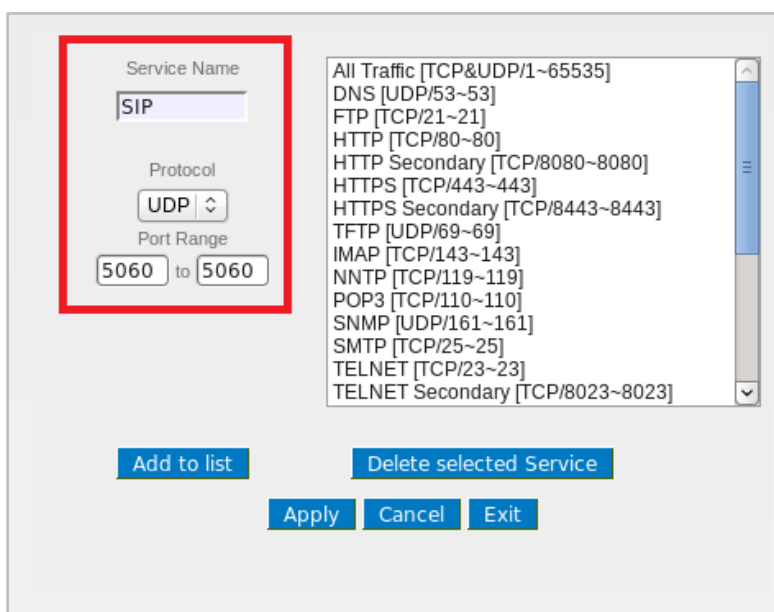 Service Name
SIP
Protocol
UDP
Port Range
5060 to 5060
All Traffic [TCP&UDP/1~65535]
DNS [UDP/53~53]
FTP [TCP/21~21]
HTTP [TCP/80~80]
HTTP Secondary [TCP/8080~8080]
HTTPS [TCP/443~443]
HTTPS Secondary [TCP/8443~8443]
TFTP [UDP/69~69]
IMAP [TCP/143~143]
NNTP [TCP/119~119]
POP3 [TCP/110~110]
SNMP [UDP/161~161]
SMTP [TCP/25~25]
TELNET [TCP/23~23]
TELNET Secondary [TCP/8023~8023]
Add to list
Delete selected Service
Apply
Cancel
Exit